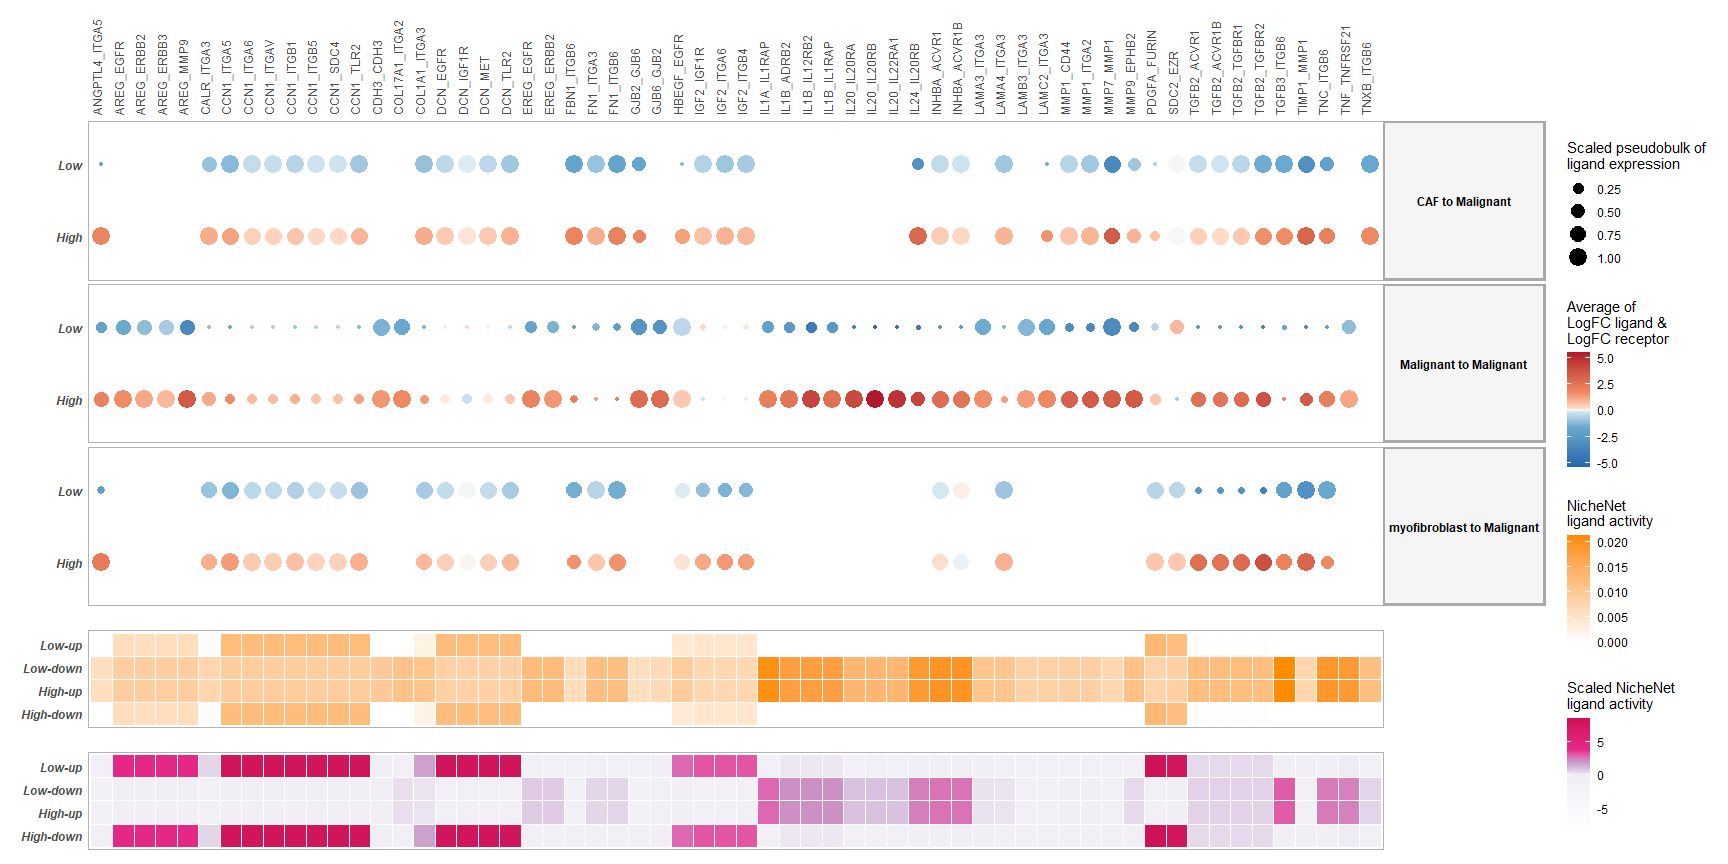 ANGPTL4_ITGA5
AREG_EGFR
AREG_ERBB2
AREG_ERBB3
AREG_MMP9
CALR_ITGA3
CCN1_ITGA5
CCN1_ITGA6
CCN1_ITGAV
CCN1_ITGB1
CCN1_ITGB5
CCN1_SDC4
CCN1_TLR2
CDH3_CDH3
COL17A1_ITGA2
COL1A1_ITGA3
DCN_EGFR
DCN_IGF1R
DCN_MET
DCN_TLR2
EREG_EGFR
EREG_ERBB2
FBN1_ITGB6
FN1_ITGA3
FN1_ITGB6
GJB2_GJB6
GJB6_GJB2
HBEGF_EGFR
IGF2_IGF1R
IGF2_ITGA6
IGF2_ITGB4
IL1A_IL1RAP
IL1B_ADRB2
IL1B_IL12RB2
IL1B_IL1RAP
IL20_IL20RA
IL20_IL20RB
IL20_IL22RA1
IL24_IL20RB
INHBA_ACVR1
INHBA_ACVR1B
LAMA3_ITGA3
LAMA4_ITGA3
LAMB3_ITGA3
LAMC2_ITGA3
MMP1_CD44
MMP1_ITGA2
MMP7_MMP1
MMP9_EPHB2
PDGFA_FURIN
SDC2_EZR
TGFB2_ACVR1
TGFB2_ACVR1B
TGFB2_TGFBR1
TGFB2_TGFBR2
TGFB3_ITGB6
TIMP1_MMP1
TNC_ITGB6
TNF_TNFRSF21
TNXB_ITGB6
Low
High
CAF to Malignant
Low
High
Malignant to Malignant
Low
High
myofibroblast to Malignant
Low-up
Low-down
High-up
High-down
Low-up
Low-down
High-up
High-down
Scaled pseudobulk of
ligand expression
0.25
0.50
0.75
1.00
Average of
LogFC ligand &
LogFC receptor
5.0
2.5
0.0
-2.5
-5.0
NicheNet
ligand activity
0.020
0.015
0.010
0.005
0.000
Scaled NicheNet
ligand activity
5
0
-5